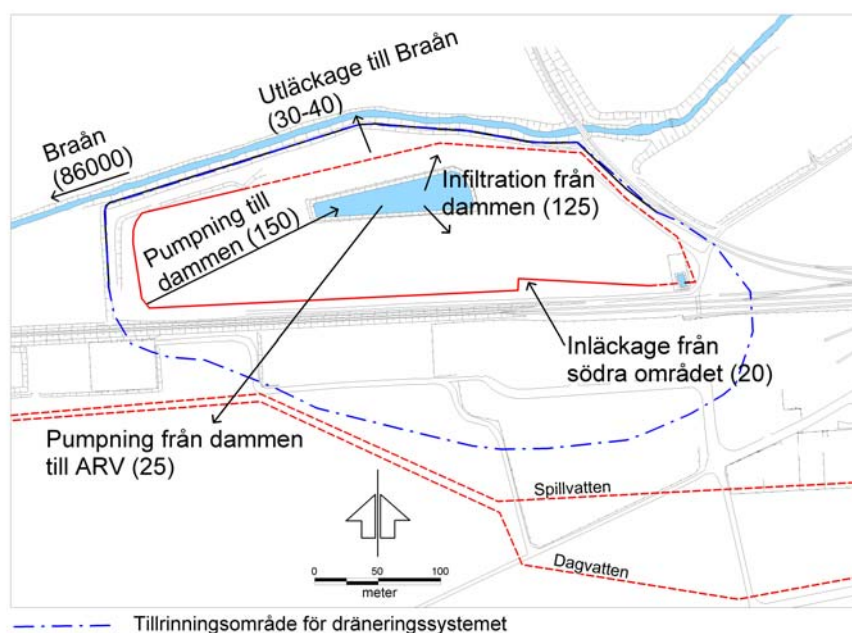 Utläckage till Braån
(30-40)
Braån
(86000)
Infiltration från
dammen (125)
Pumpning till
dammen (150)
Inläckage från
södra området (20)
Pumpning från dammen
till ARV (25)
Spillvatten
Dagvatten
0 50 100
meter
Tillrinningsområde för dräneringssystemet